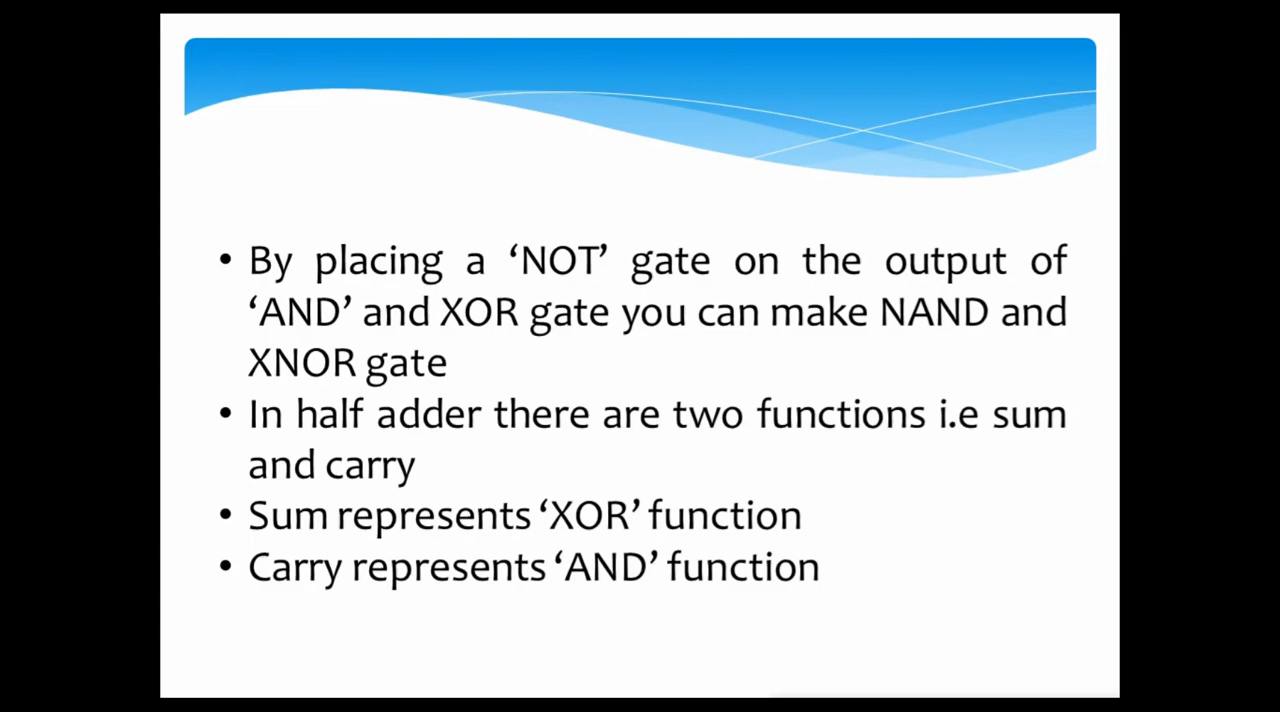 • By placing a ‘NOT’ gate on the output of
‘AND’ and XOR gate you can make NAND and
XNOR gate
• In half adder there are two functions i.e sum
and carry
• Sum represents ‘XOR’ function
• Carry represents ‘AND’ function